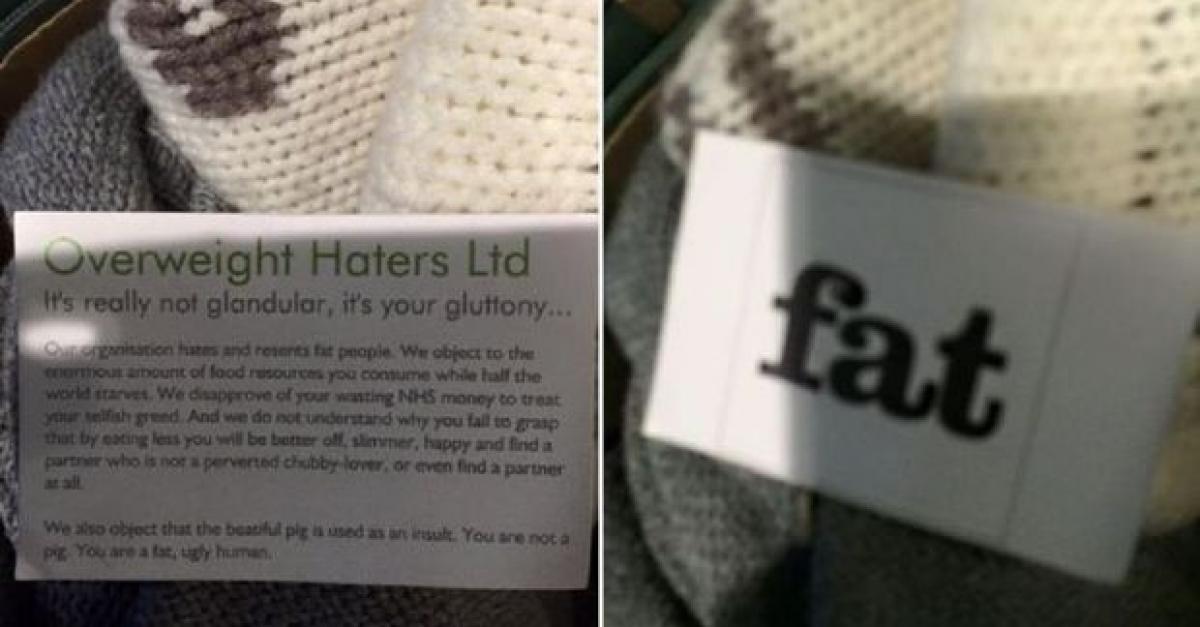 Overweight Haters Ltd
It's really not glandular, it's your gluttony...
Our organisation hates and resents fat people. We object to the
enormous amount of food resources you consume while half the
world starves. We disapprove of your wasting NHS money to treat
your selfish greed. And we do not understand why you fail to grasp
that by eating less you will be better off, slimmer, happy and find a
partner who is not a perverted chubby-lover, or even find a partner
at all.
We also object that the beatiful pig is used as an insult. You are not a
pig. You are a fat, ugly human.
fat